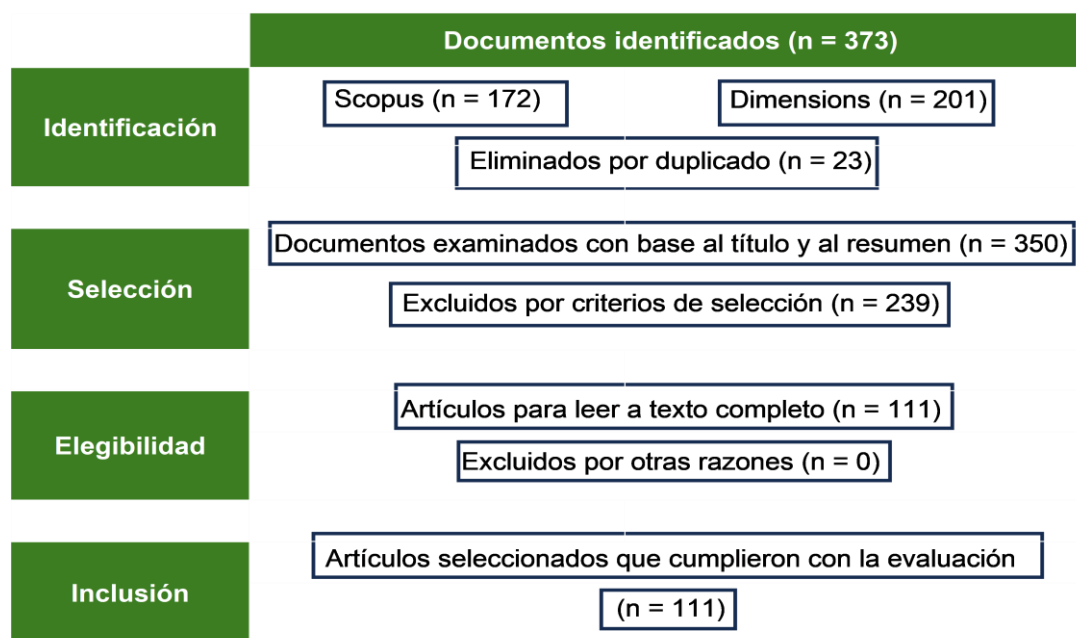 Documentos identificados (n = 373)
Identificación
Scopus (n = 172)
Dimensions (n = 201)
Eliminados por duplicado (n = 23)
Selección
Documentos examinados con base al título y al resumen (n = 350)
Excluidos por criterios de selección (n = 239)
Elegibilidad
Artículos para leer a texto completo (n = 111)
Excluidos por otras razones (n = 0)
Inclusión
Artículos seleccionados que cumplieron con la evaluación
(n = 111)